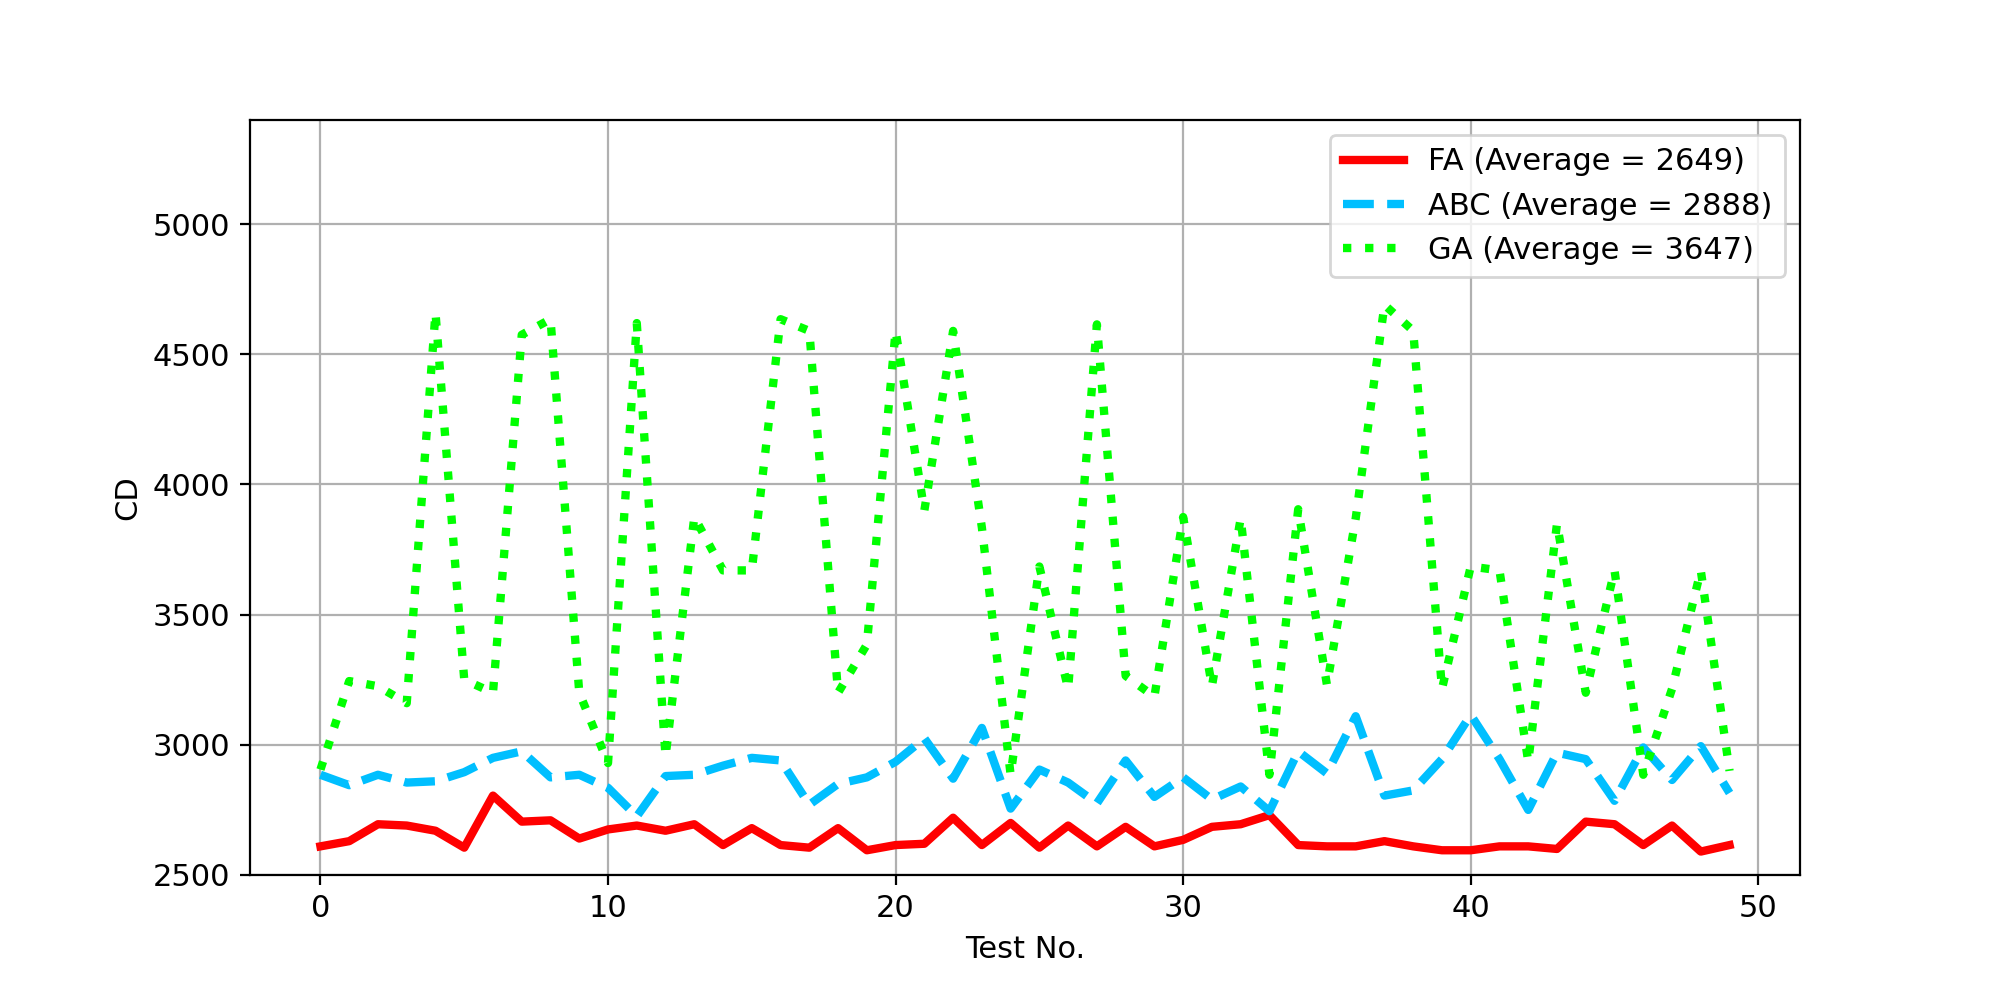 FA (Average = 2649)
ABC (Average = 2888)
GA (Average = 3647)
5000
4500
4000
3500
3000
2500
CD
0 10 20 30 40 50
Test No.